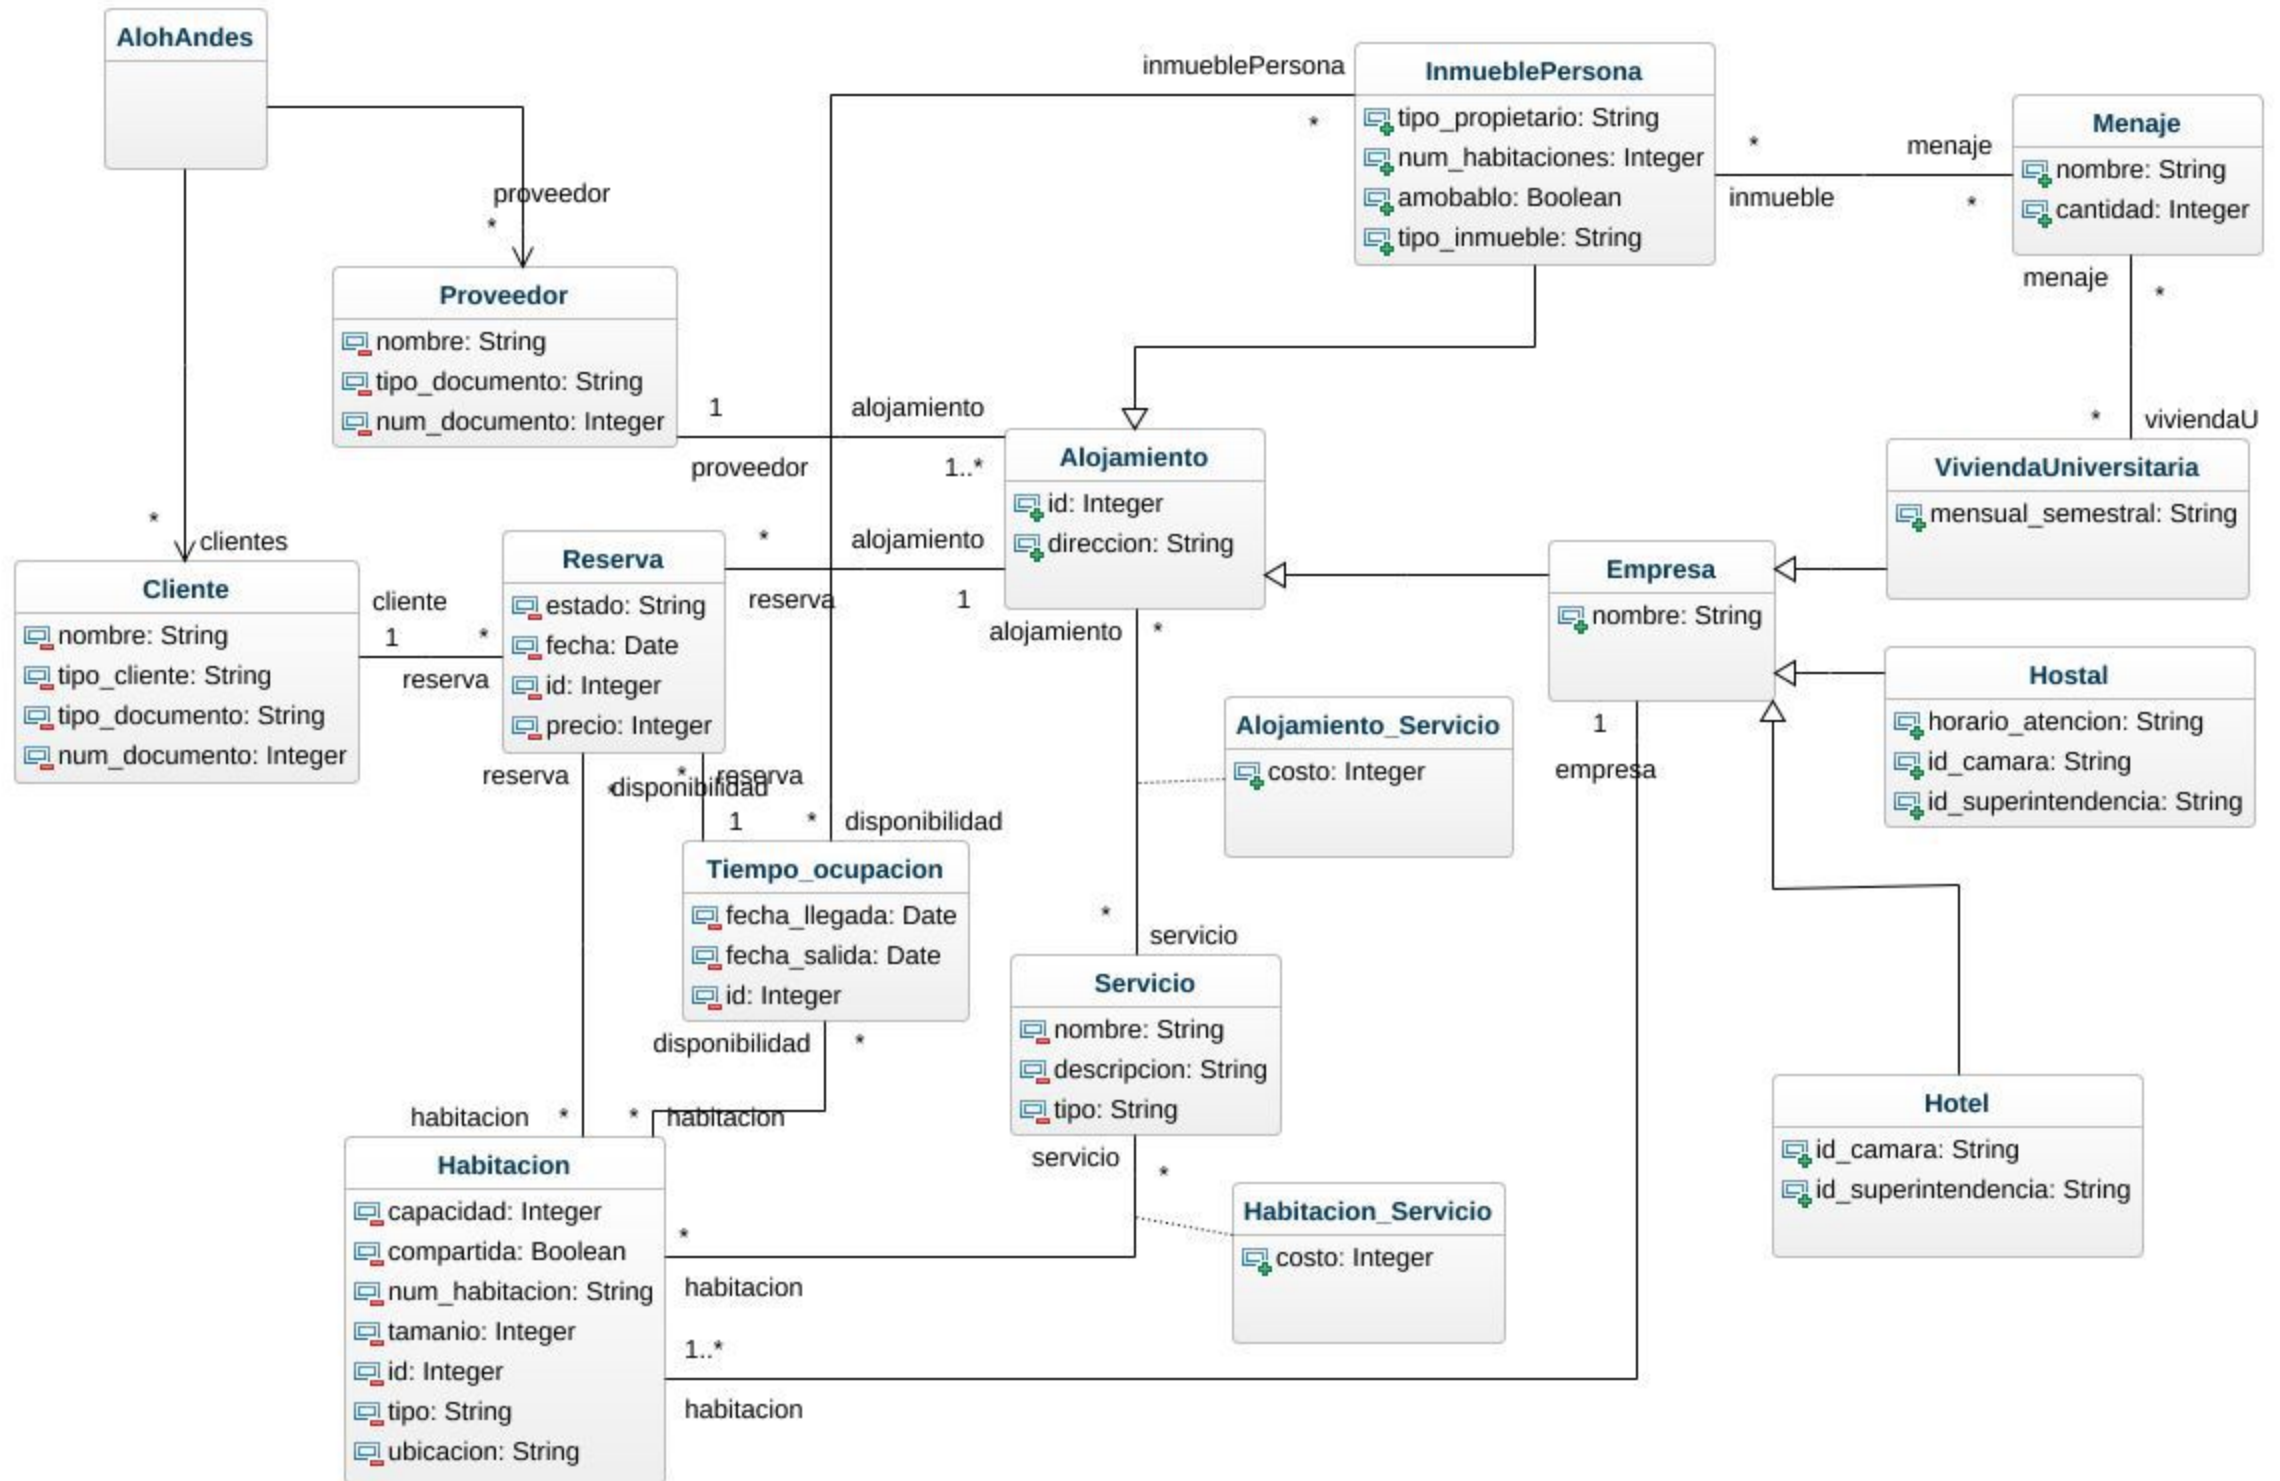 AlohAndes
proveedor
*
*
clientes
Proveedor
nombre: String
tipo_documento: String
num_documento: Integer
1
proveedor
alojamiento
1..*
inmueblePersona
*
InmueblePersona
tipo_propietario: String
num_habitaciones: Integer
amobablo: Boolean
tipo_inmueble: String
*
inmueble
menaje
*
Menaje
nombre: String
cantidad: Integer
menaje
*
*
viviendaU
ViviendaUniversitaria
mensual_semestral: String
Alojamiento
id: Integer
direccion: String
Cliente
nombre: String
tipo_cliente: String
tipo_documento: String
num_documento: Integer
cliente
1
*
reserva
Reserva
estado: String
fecha: Date
id: Integer
precio: Integer
*
reserva
alojamiento
1
alojamiento
*
Empresa
nombre: String
1
empresa
Hostal
horario_atencion: String
id_camara: String
id_superintendencia: String
Alojamiento_Servicio
costo: Integer
reserva
*
disponibilidad
*
reserva
1
*
disponibilidad
Tiempo_ocupacion
fecha_llegada: Date
fecha_salida: Date
id: Integer
disponibilidad
*
*
servicio
Servicio
nombre: String
descripcion: String
tipo: String
servicio
*
Habitacion_Servicio
costo: Integer
Hotel
id_camara: String
id_superintendencia: String
habitacion
*
*
habitacion
Habitacion
capacidad: Integer
compartida: Boolean
num_habitacion: String
tamanio: Integer
id: Integer
tipo: String
ubicacion: String
*
habitacion
1..*
habitacion